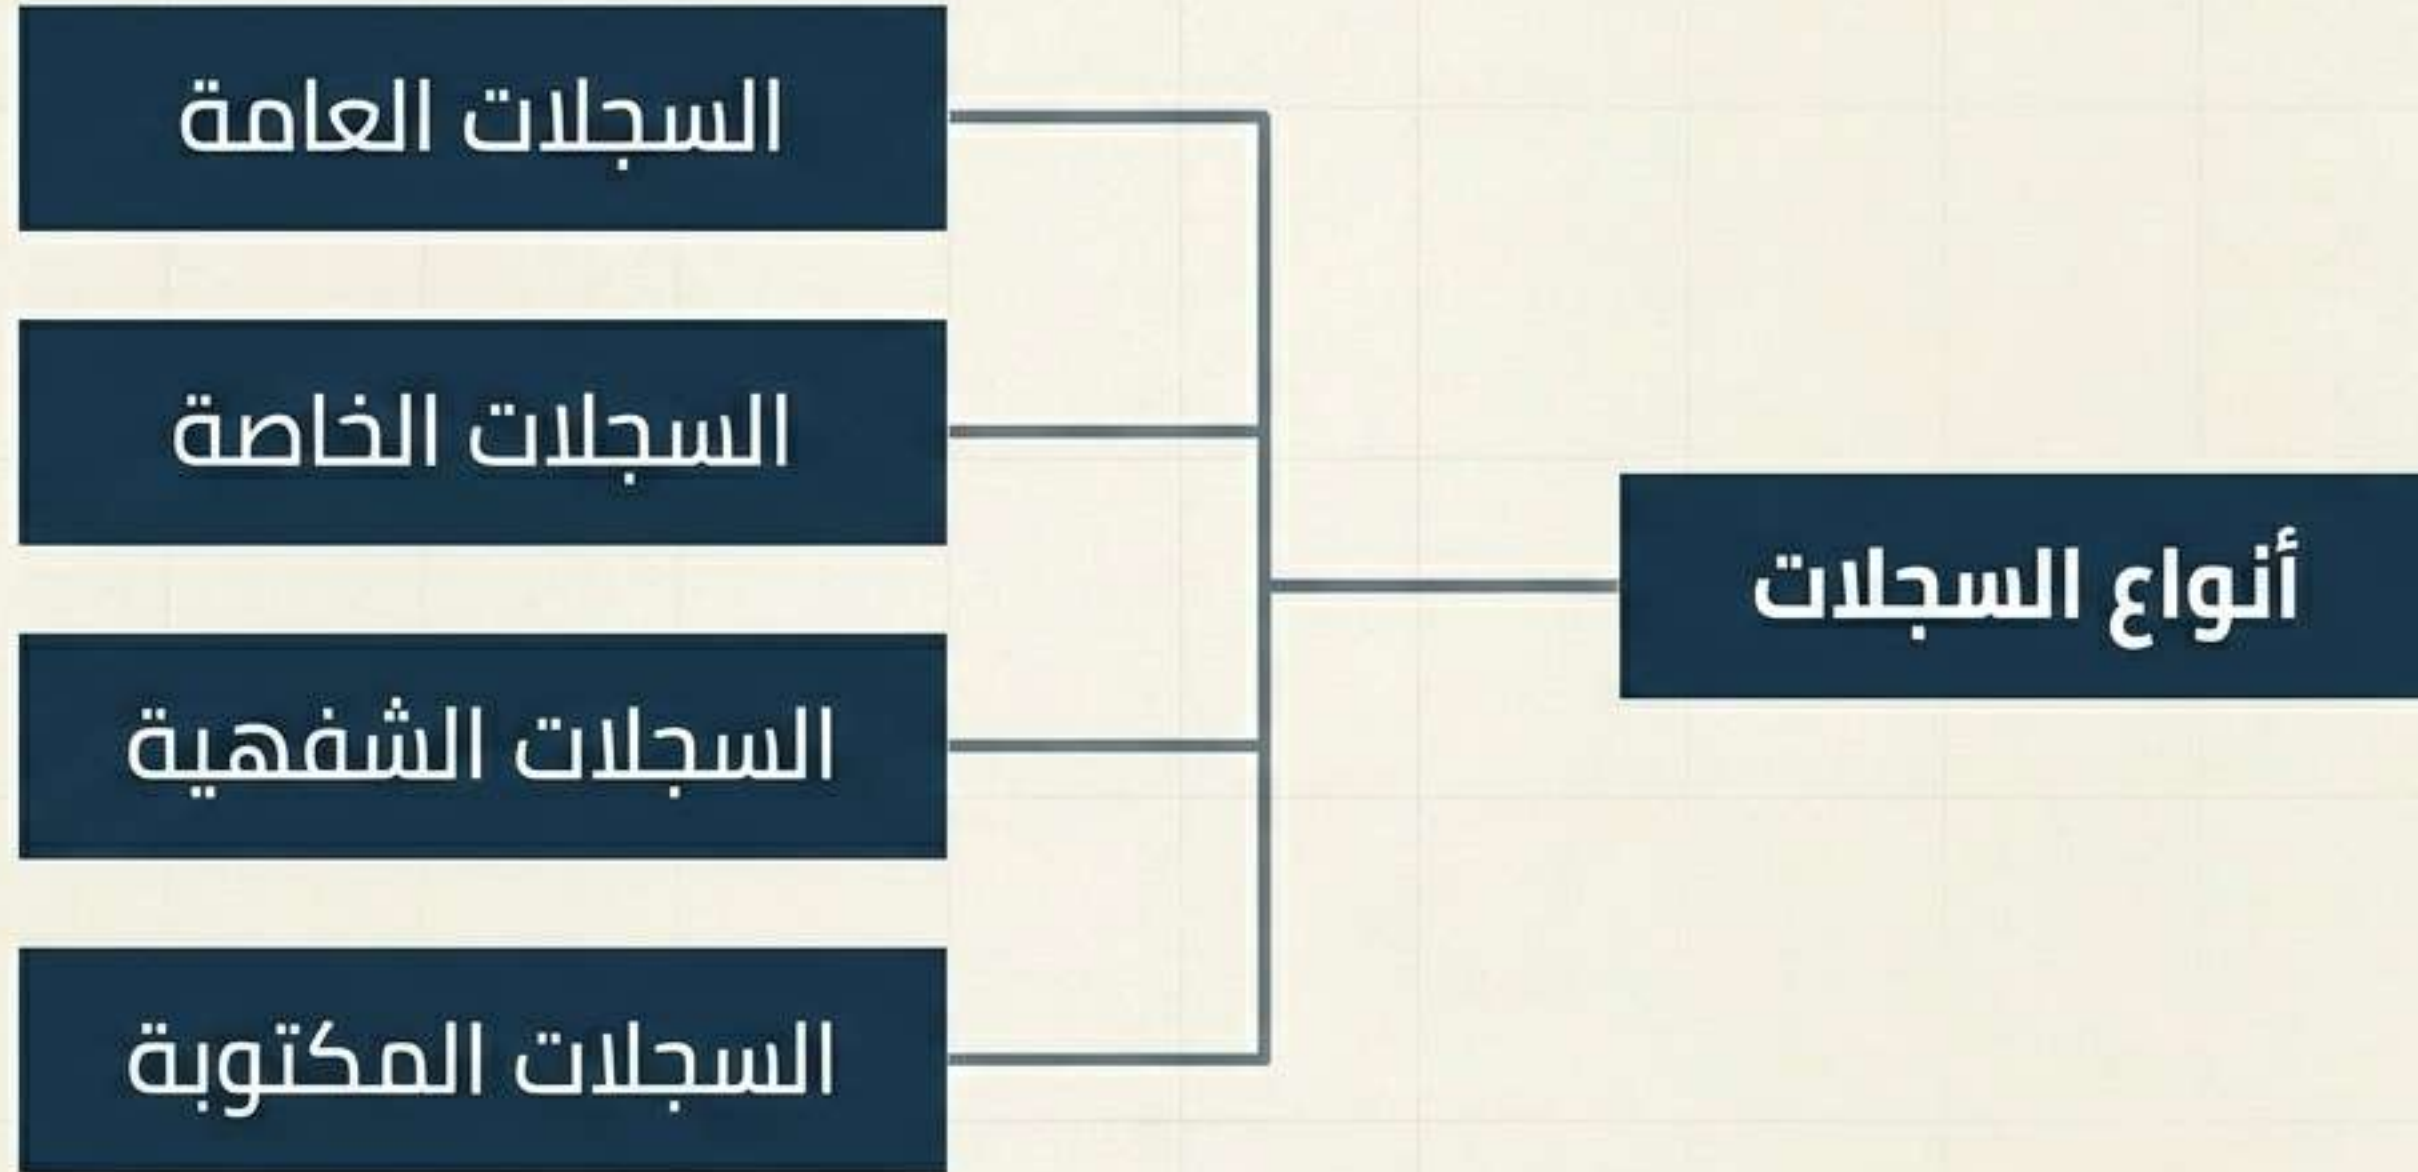 أنواع السجلات
السجلات العامة
السجلات الخاصة
السجلات الشفهية
السجلات المكتوبة